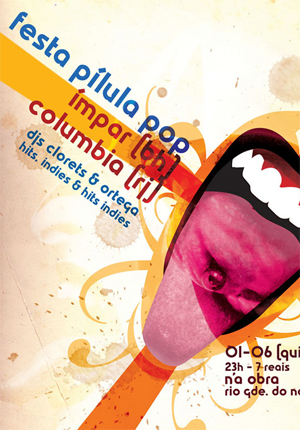 festa pílula pop
ímpar [bh]
columbia [rj]
djs clorets & ortega
hits, indies & hits indies
01-06 [qui
23h - 7 reais
na obra
rio gde. do no